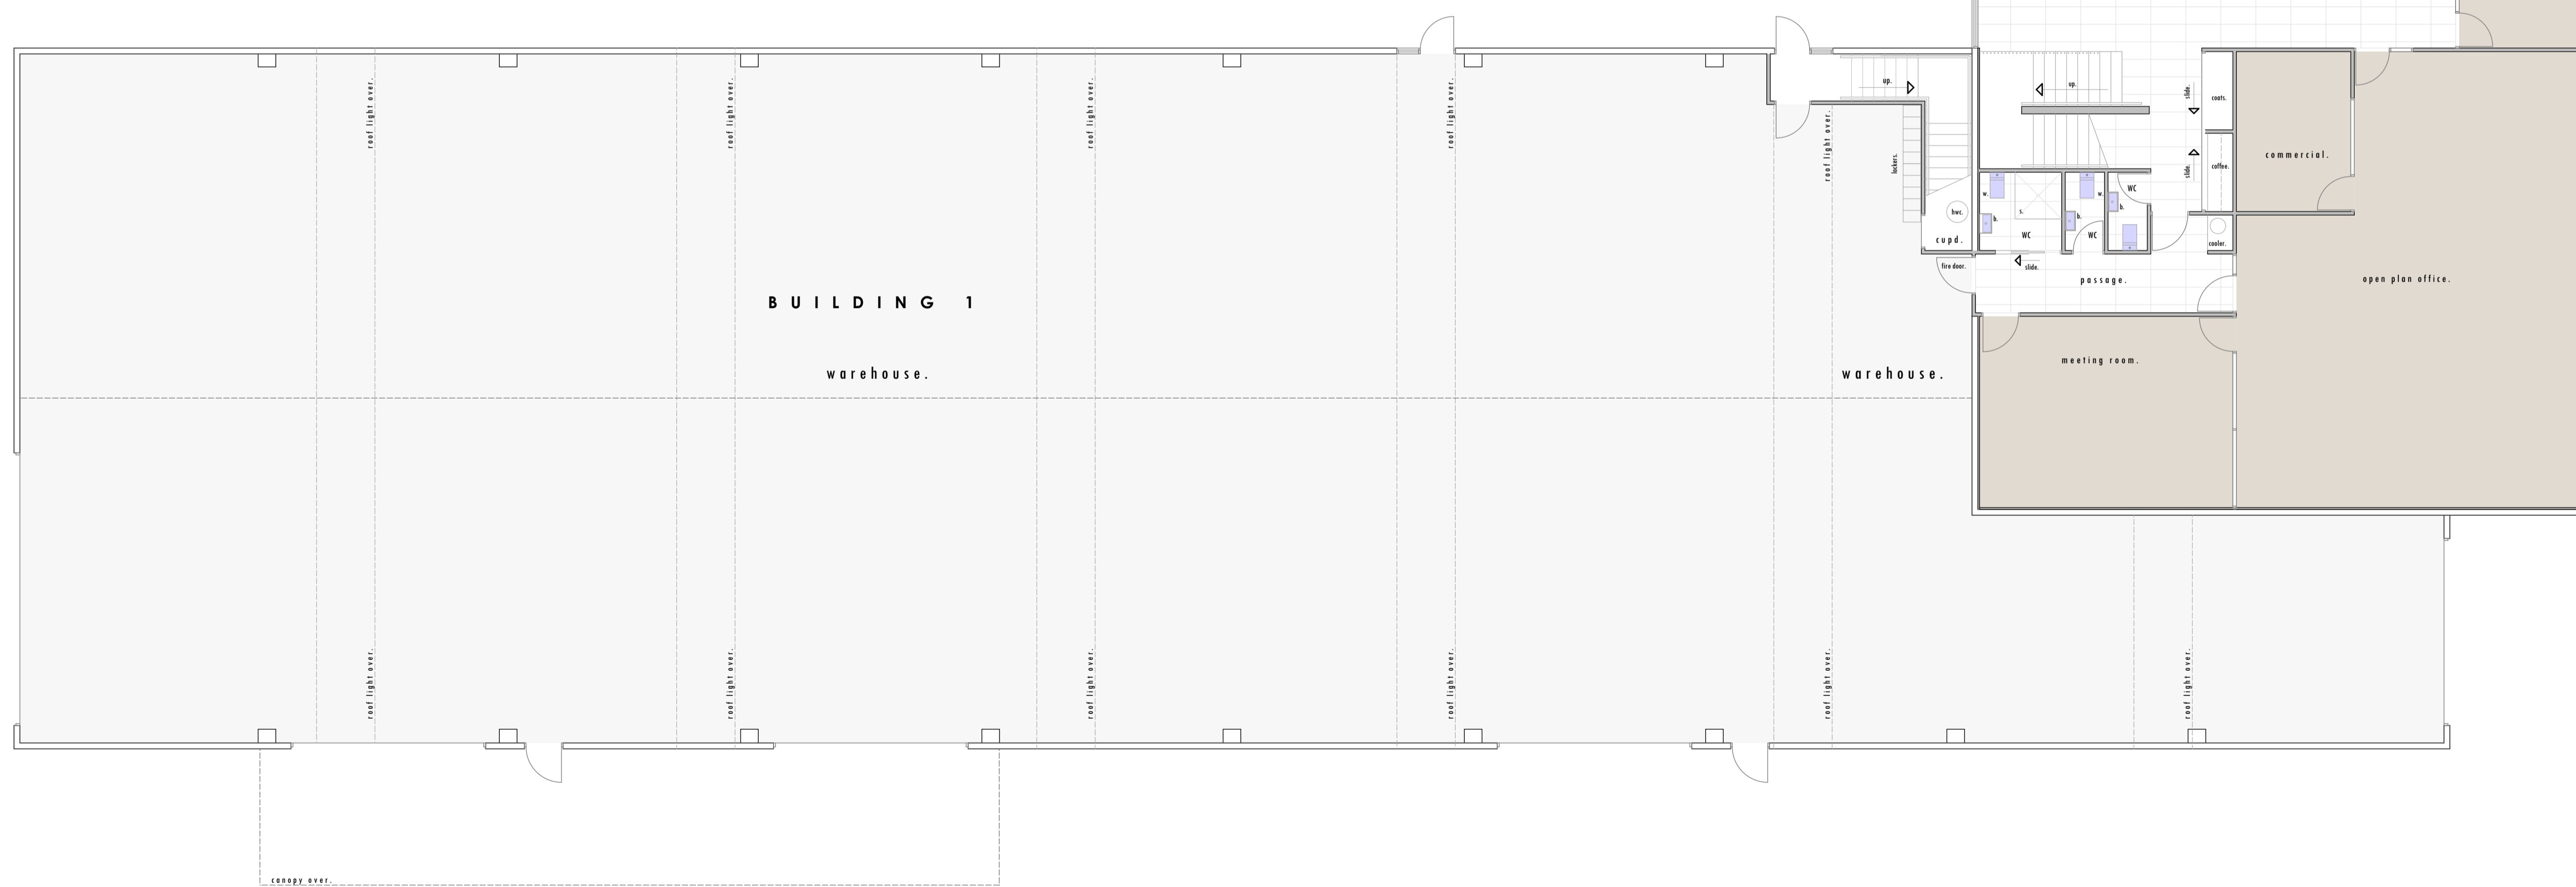 roof light over.
roof light over.
roof light over.
roof light over.
roof light over.
up.
lockers.
hwc.
cupd.
fire door.
up.
slide.
slide.
coats.
coffee.
cooler.
w.
b.
s.
WC
w.
b.
WC
WC
b.
slide.
passage.
commercial.
open plan office.
meeting room.
BUILDING 1
warehouse.
warehouse.
roof light over.
roof light over.
roof light over.
roof light over.
roof light over.
roof light over.
canopy over.